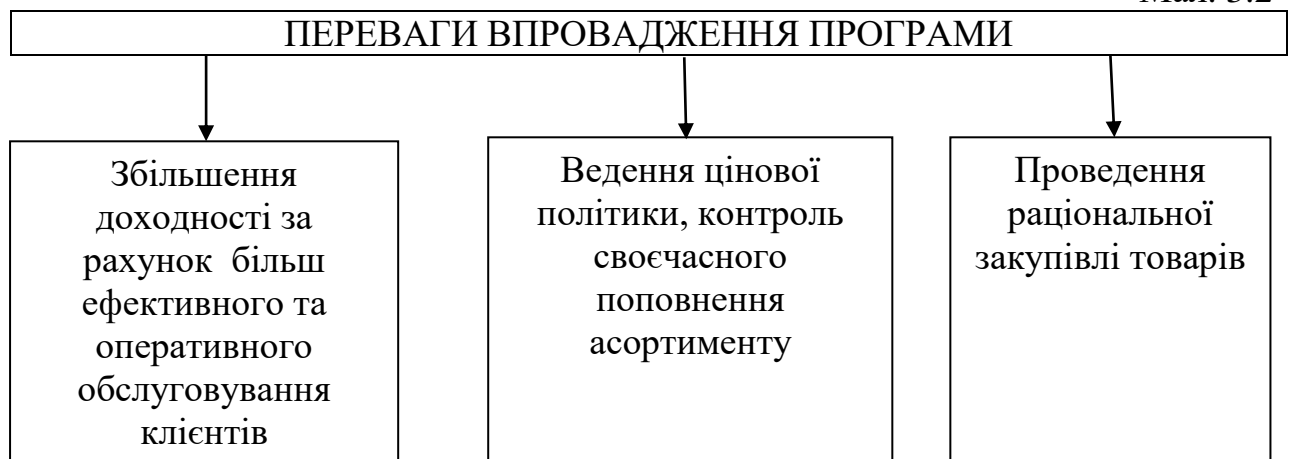 ПЕРЕВАГИ ВПРОВАДЖЕННЯ ПРОГРАМИ
Збільшення
доходності за
рахунок більш
ефективного та
оперативного
обслуговування
клієнтів
Ведення цінової
політики, контроль
своєчасного
поповнення
асортименту
Проведення
раціональної
закупівлі товарів